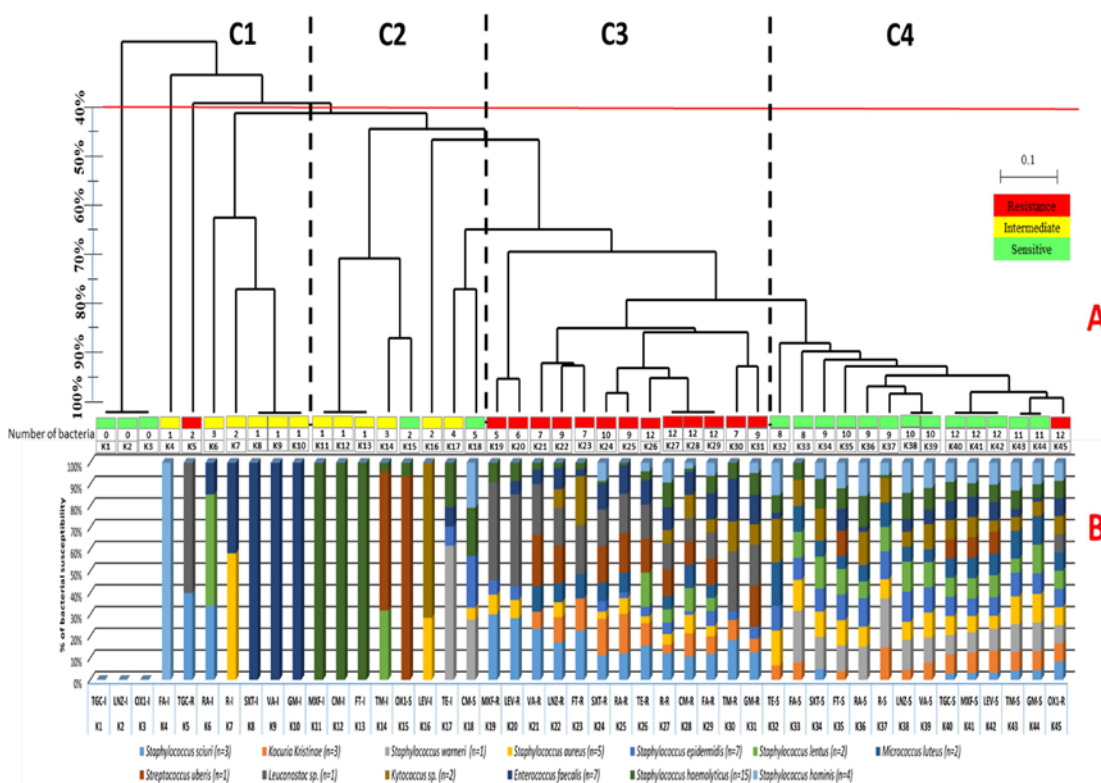 C1 C2 C3 C4
40%
50%
60%
70%
80%
90%
100%
0.1
Resistance
Intermediate
Sensitive
A
Number of bacteria
0 0 0 1 2 3 2 1 1 1 1 1 1 3 2 2 4 5 5 6 7 9 7 10 9 12 12 12 12 7 9 8 8 9 10 9 9 10 10 12 12 12 11 11 12
K1 K2 K3 K4 K5 K6 K7 K8 K9 K10 K11 K12 K13 K14 K15 K16 K17 K18 K19 K20 K21 K22 K23 K24 K25 K26 K27 K28 K29 K30 K31 K32 K33 K34 K35 K36 K37 K38 K39 K40 K41 K42 K43 K44 K45
B
% of bacterial susceptibility
100%
90%
80%
70%
60%
50%
40%
30%
20%
10%
0%
TGC-I LNZ-I OX1-I FA-I TGC-R RA-I R-I SXT-I VA-I GM-I MXF-I CM-I FT-I TM-I OX1-S LEV-I TE-I CM-S MXF-R LEV-R VA-R CM-R FT-R SXT-R RA-R TE-R R-R CM-R FA-R TM-R GM-R TE-S FA-S SXT-S FT-S RA-S R-S LNZ-S VA-S TGC-S MXF-S LEV-S TM-S GM-S OX1-R
K1 K2 K3 K4 K5 K6 K7 K8 K9 K10 K11 K12 K13 K14 K15 K16 K17 K18 K19 K20 K21 K22 K23 K24 K25 K26 K27 K28 K29 K30 K31 K32 K33 K34 K35 K36 K37 K38 K39 K40 K41 K42 K43 K44 K45
Staphylococcus sciuri (n=3) Kocuria Kristinae (n=3) Staphylococcus warneri (n=1) Staphylococcus aureus (n=5) Staphylococcus epidermidis (n=7) Staphylococcus lentus (n=2) Micrococcus luteus (n=2)
Streptococcus uberis (n=1) Leuconostoc sp. (n=1) Kytococcus sp. (n=2) Enterococcus faecalis (n=7) Staphylococcus haemolyticus (n=15) Staphylococcus hominis (n=4)